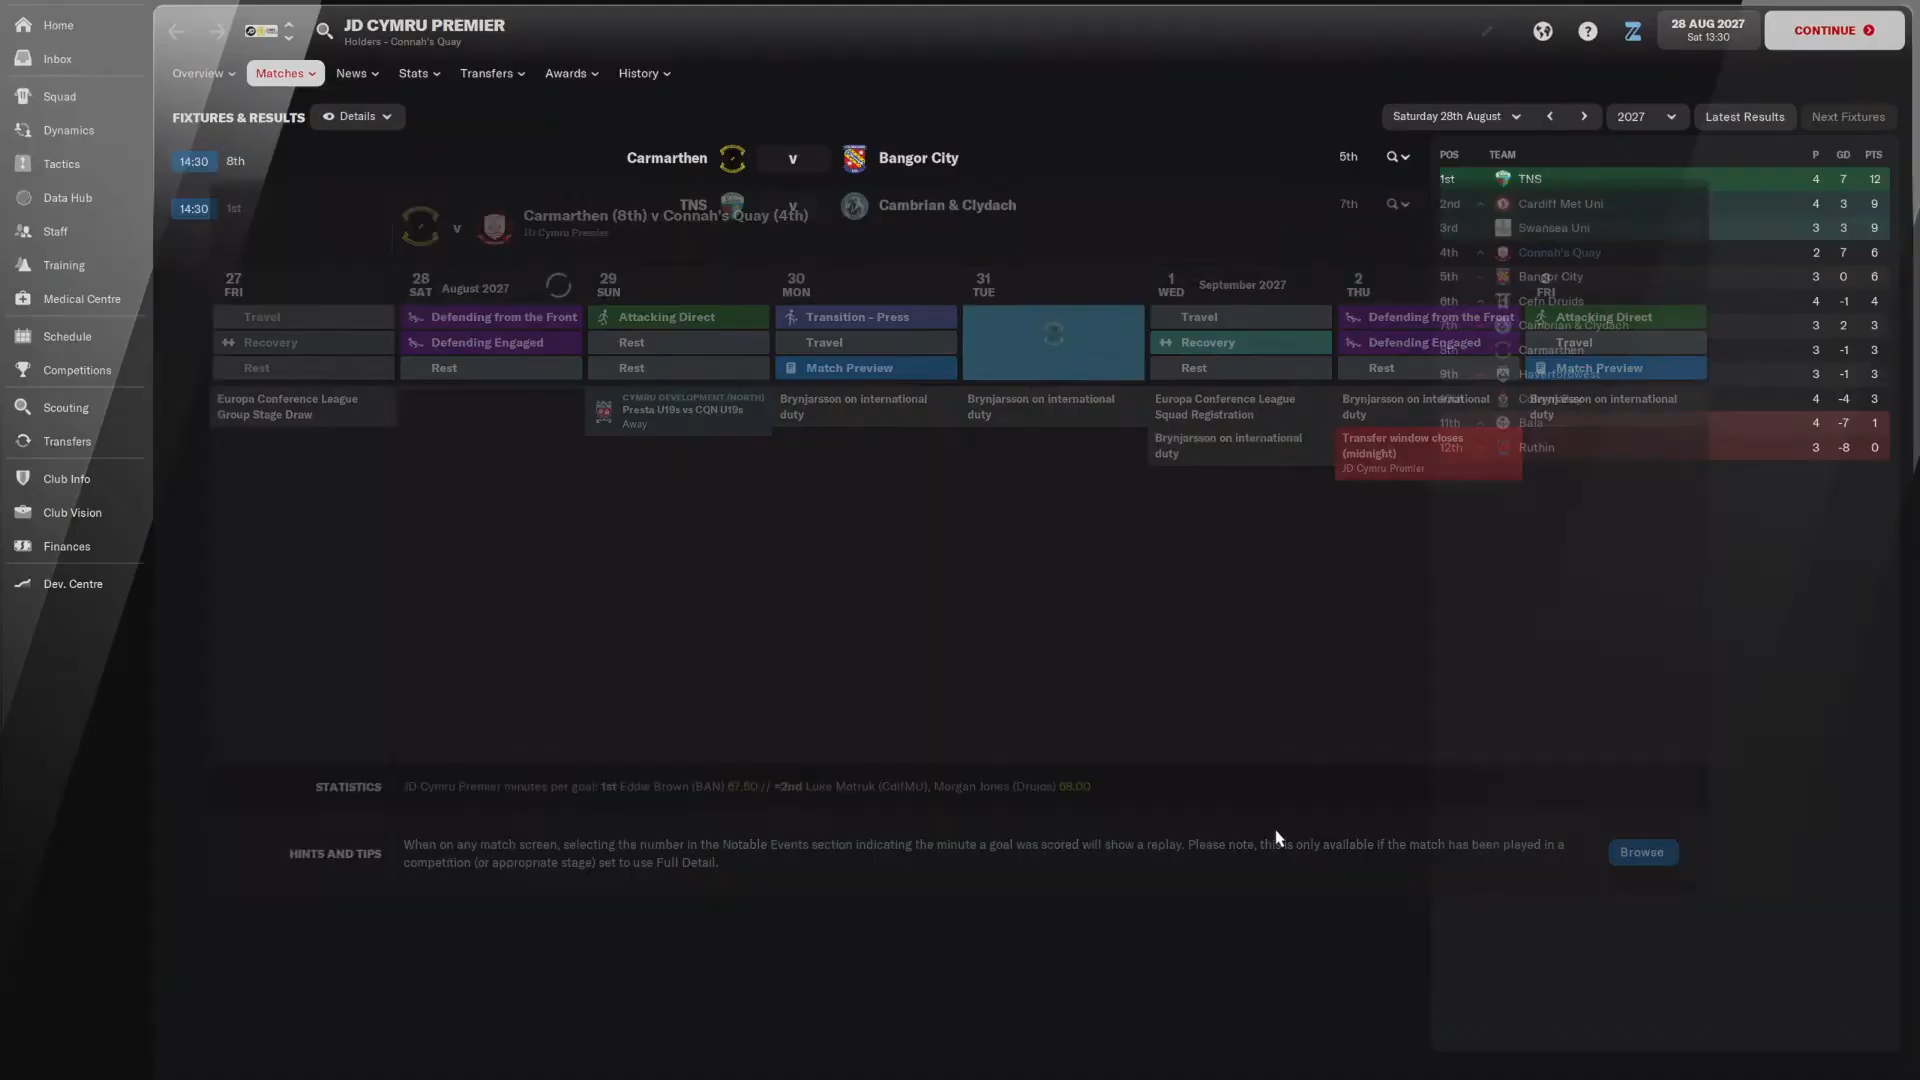 Home
Inbox
Squad
Dynamics
Tactics
Data Hub
Staff
Training
Medical Centre
Schedule
Competitions
Scouting
Transfers
Club Info
Club Vision
Finances
Dev. Centre
JD CYMRU PREMIER
Holders - Connah's Quay
28 AUG 2027
Sat 13:30
CONTINUE
Overview
Matches
News
Stats
Transfers
Awards
History
FIXTURES & RESULTS
Details
Saturday 28th August
2027
Latest Results
Next Fixtures
14:30 8th Carmarthen v Bangor City 5th
14:30 1st TNS v Cambrian & Clydach 7th
v Carmarthen (8th) v Connah's Quay (4th)
JD Cymru Premier
POS TEAM P GD PTS
1st TNS 4 7 12
2nd Cardiff Met Uni 4 3 9
3rd Swansea Uni 3 3 9
4th Connah's Quay 2 7 6
5th Bangor City 3 0 6
6th Cefn Druids 4 -1 4
7th Cambrian & Clydach 3 2 3
8th Carmarthen 3 -1 3
9th Haverfordwest 3 -1 3
4 -4 3
11th Bala 4 -7 1
12th Ruthin 3 -8 0
27 FRI
28 SAT August 2027
29 SUN
30 MON
31 TUE
1 WED September 2027
2 THU
3 FRI
Travel
Recovery
Rest
Europa Conference League
Group Stage Draw
Defending from the Front
Defending Engaged
Rest
Attacking Direct
Rest
Rest
CYMRU DEVELOPMENT (NORTH)
Presta U19s vs CQN U19s
Away
Transition - Press
Travel
Match Preview
Brynjarsson on international
duty
Brynjarsson on international
duty
Travel
Recovery
Rest
Europa Conference League
Squad Registration
Brynjarsson on international
duty
Defending from the Front
Defending Engaged
Rest
Brynjarsson on international
duty
Transfer window closes
(midnight)
JD Cymru Premier
Attacking Direct
Travel
Match Preview
Brynjarsson on international
duty
STATISTICS
JD Cymru Premier minutes per goal: 1st Eddie Brown (BAN) 67.50 // =2nd Luke Matruk (CdifMU), Morgan Jones (Druids) 68.00
HINTS AND TIPS
When on any match screen, selecting the number in the Notable Events section indicating the minute a goal was scored will show a replay. Please note, this is only available if the match has been played in a
competition (or appropriate stage) set to use Full Detail.
Browse